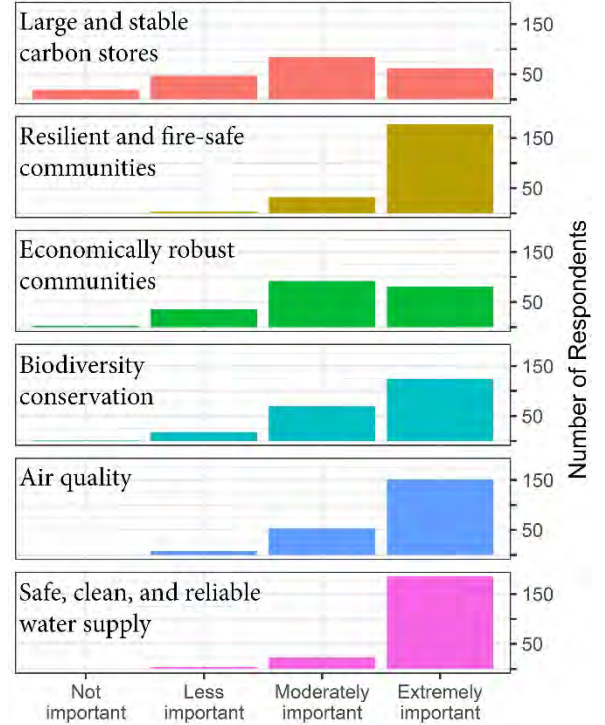 Large and stable
carbon stores
150
50
Resilient and fire-safe
communities
150
50
Economically robust
communities
150
50
Biodiversity
conservation
150
50
Air quality
150
50
Safe, clean, and reliable
water supply
150
50
Number of Respondents
Not
important
Less
important
Moderately
important
Extremely
important